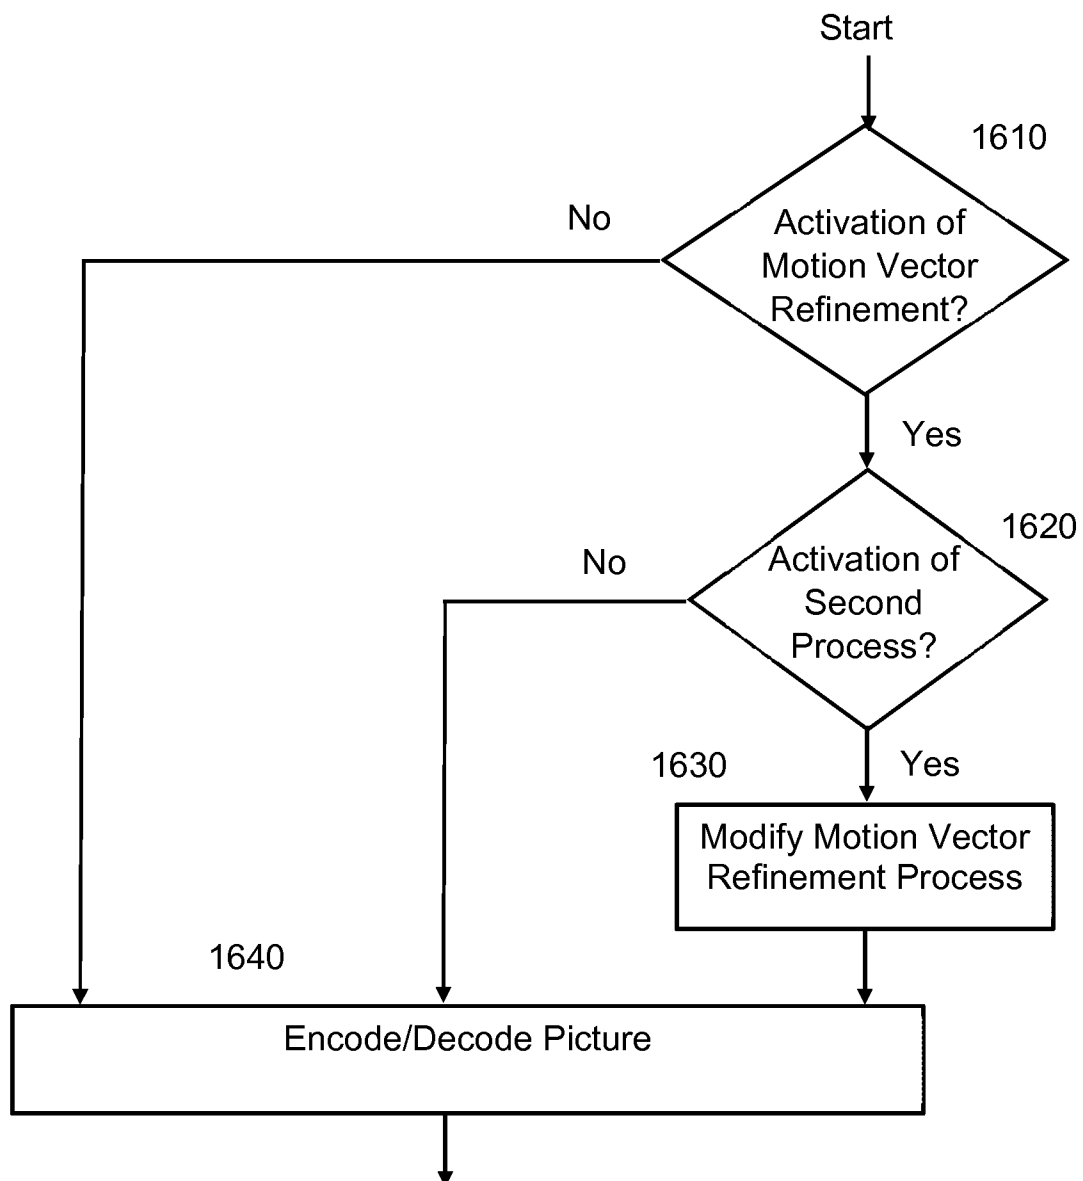 Start
1610
No
Activation of
Motion Vector
Refinement?
Yes
1620
No
Activation of
Second
Process?
1630
Yes
Modify Motion Vector
Refinement Process
1640
Encode/Decode Picture